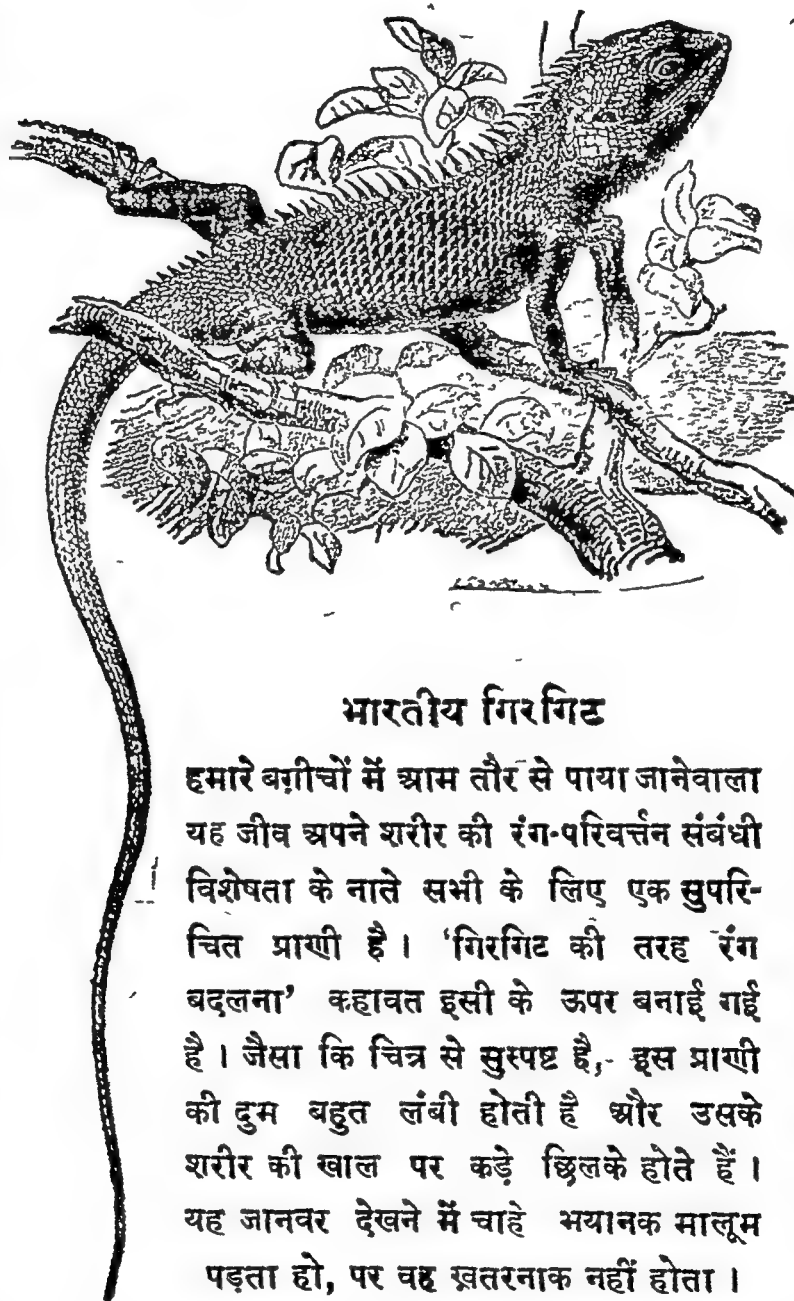 भारतीय गिरगिट
हमारे बग़ीचों में आम तौर से पाया जानेवाला
यह जीव अपने शरीर की रंग-परिवर्त्तन संबंधी
विशेषता के नाते सभी के लिए एक सुपरि-
चित प्राणी है। 'गिरगिट की तरह रंग
बदलना' कहावत इसी के ऊपर बनाई गई
है। जैसा कि चित्र से सुस्पष्ट है, इस प्राणी
की दुम बहुत लंबी होती है और उसके
शरीर की खाल पर कड़े छिलके होते हैं।
यह जानवर देखने में चाहे भयानक मालूम
पड़ता हो, पर वह ख़तरनाक नहीं होता।